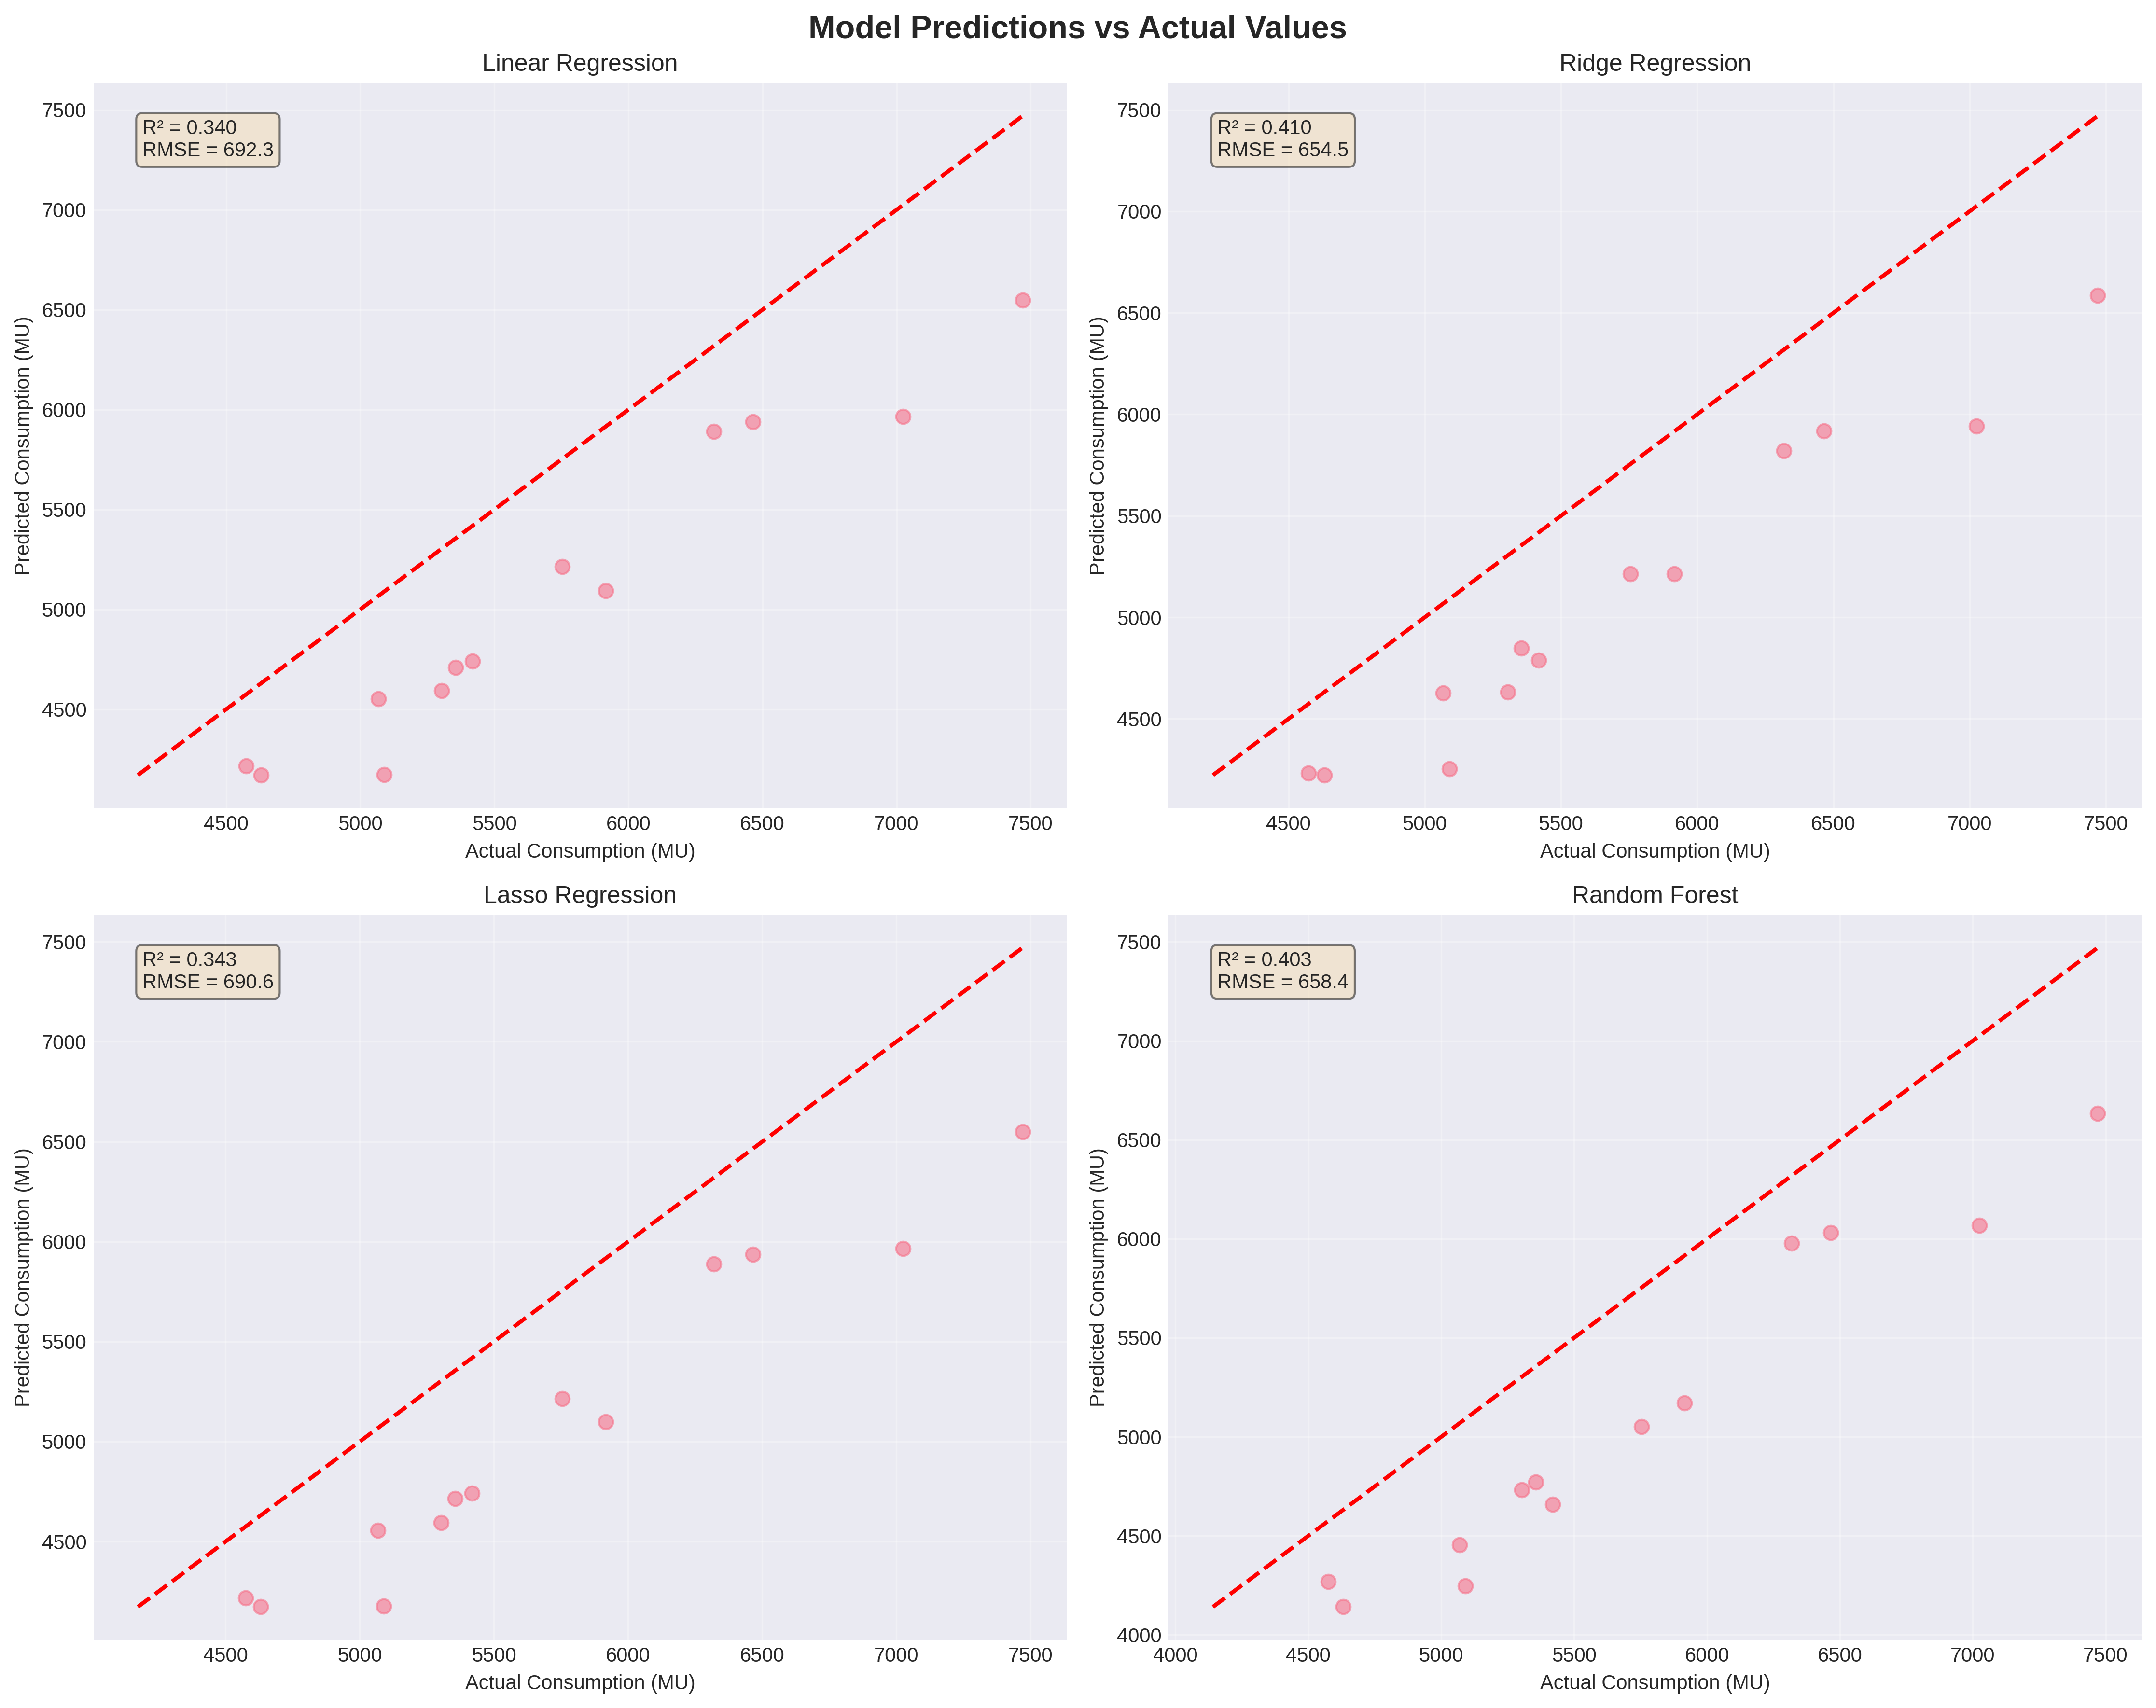 Model Predictions vs Actual Values
Linear Regression
R² = 0.340
RMSE = 692.3
7500
7000
6500
6000
5500
5000
4500
Predicted Consumption (MU)
4500 5000 5500 6000 6500 7000 7500
Actual Consumption (MU)
Ridge Regression
R² = 0.410
RMSE = 654.5
7500
7000
6500
6000
5500
5000
4500
Predicted Consumption (MU)
4500 5000 5500 6000 6500 7000 7500
Actual Consumption (MU)
Lasso Regression
R² = 0.343
RMSE = 690.6
7500
7000
6500
6000
5500
5000
4500
Predicted Consumption (MU)
4500 5000 5500 6000 6500 7000 7500
Actual Consumption (MU)
Random Forest
R² = 0.403
RMSE = 658.4
7500
7000
6500
6000
5500
5000
4500
4000
Predicted Consumption (MU)
4000 4500 5000 5500 6000 6500 7000 7500
Actual Consumption (MU)